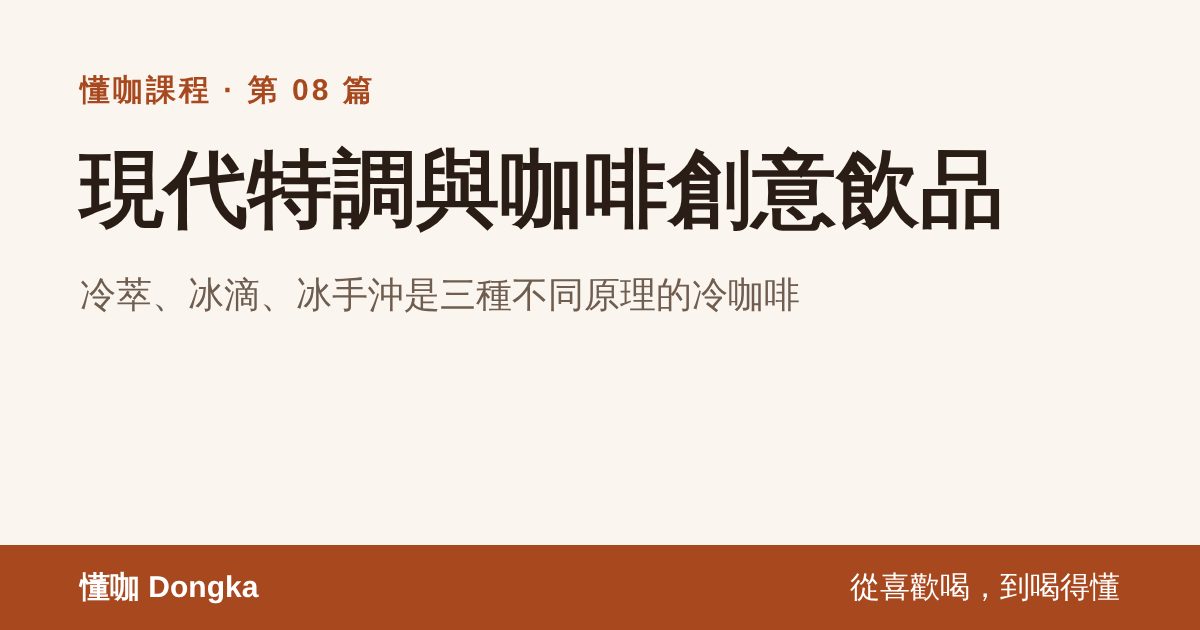 懂咖課程 · 第 08 篇
現代特調與咖啡創意飲品
冷萃、冰滴、冰手沖是三種不同原理的冷咖啡
懂咖 Dongka
從喜歡喝，到喝得懂